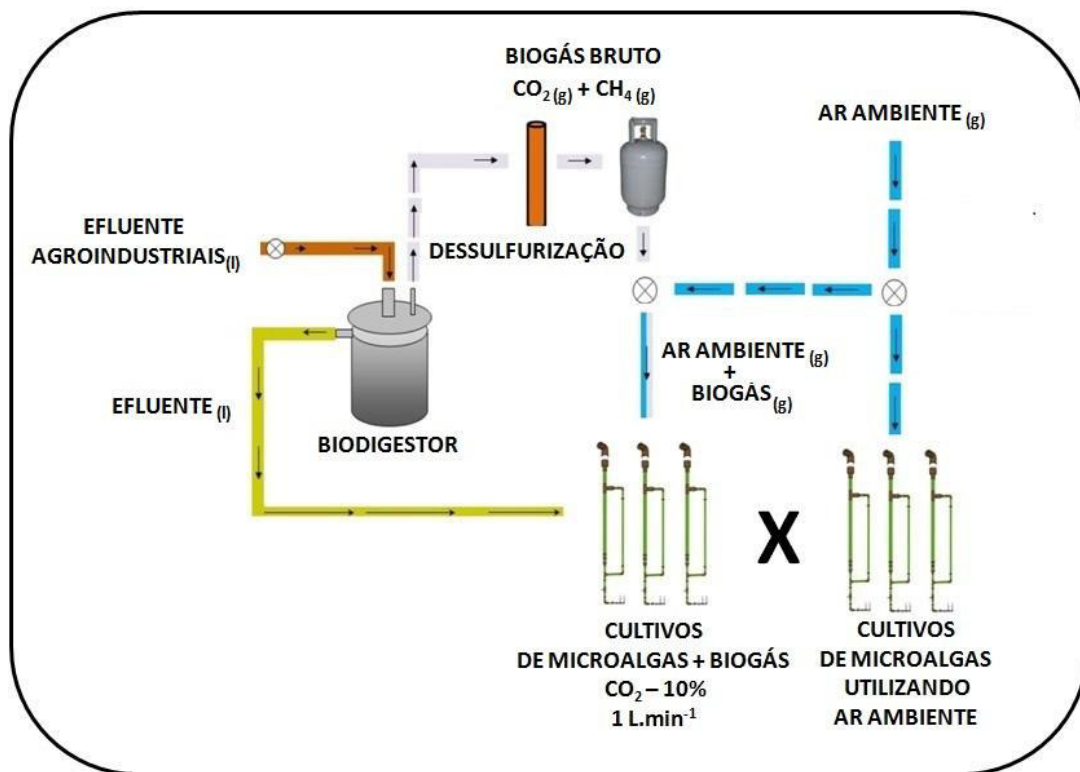 BIOGÁS BRUTO
CO2 (g) + CH4 (g)
AR AMBIENTE (g)
EFLUENTE
AGROINDUSTRIAIS(l)
DESSULFURIZAÇÃO
AR AMBIENTE (g)
+
BIOGÁS(g)
EFLUENTE (l)
BIODIGESTOR
X
CULTIVOS
DE MICROALGAS + BIOGÁS
CO2 – 10%
1 L.min-1
CULTIVOS
DE MICROALGAS
UTILIZANDO
AR AMBIENTE